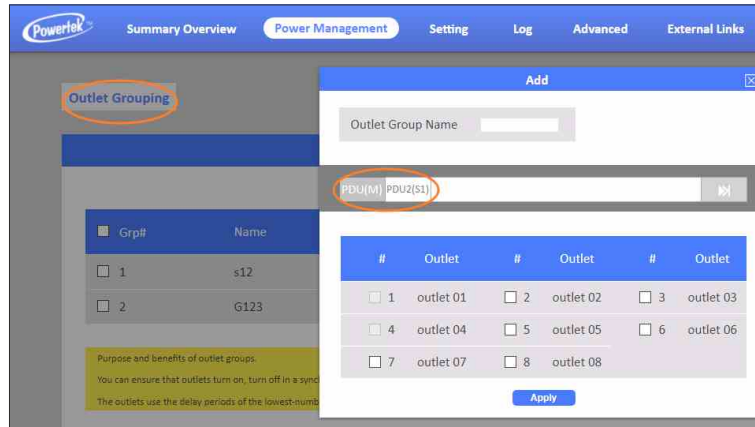 Powertek Summary Overview Power Management Setting Log Advanced External Links
Outlet Grouping
Grp# Name
1 s12
2 G123
Purpose and benefits of outlet groups.
You can ensure that outlets turn on, turn off in a
The outlets use the delay periods of the
Add
Outlet Group Name
PDU(M) PDU2(S1)
# Outlet # Outlet # Outlet
1 outlet 01 2 outlet 02 3 outlet 03
4 outlet 04 5 outlet 05 6 outlet 06
7 outlet 07 8 outlet 08
Apply